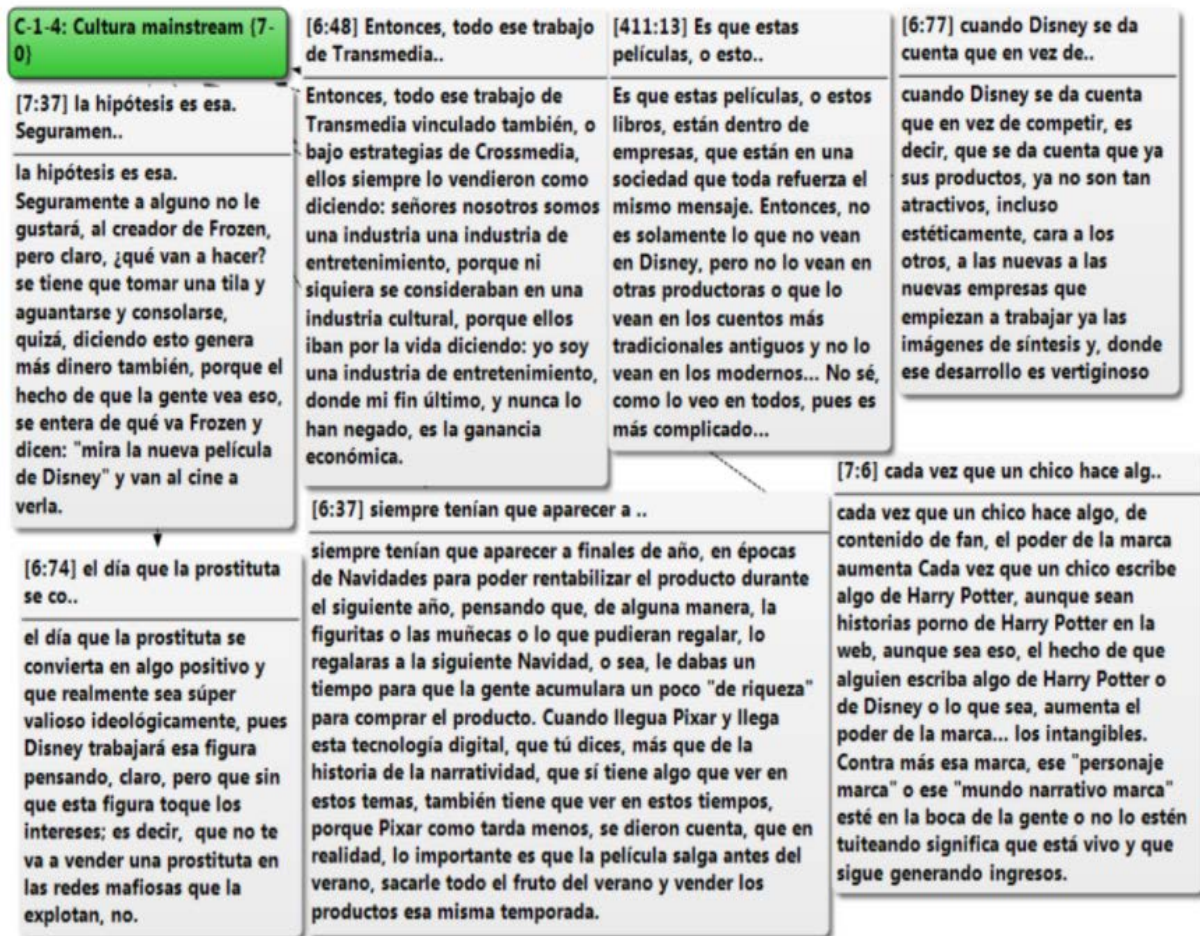 C-1-4: Cultura mainstream {7-
0}
[7:37] la hipótesis es esa.
Seguramen..
la hipótesis es esa.
Seguramente a alguno no le
gustará, al creador de Frozen,
pero claro, ¿qué van a hacer?
se tiene que tomar una tila y
aguantarse y consolarse,
quizá, diciendo esto genera
más dinero también, porque el
hecho de que la gente vea eso,
se entera de qué va Frozen y
dicen: "mira la nueva película
de Disney" y van al cine a
verla.
[6:48] Entonces, todo ese trabajo
de Transmedia..
Entonces, todo ese trabajo de
Transmedia vinculado también, o
bajo estrategias de Crossmedia,
ellos siempre lo vendieron como
diciendo: señores nosotros somos
una industria una industria de
entretenimiento, porque ni
siquiera se consideraban en una
industria cultural, porque ellos
iban por la vida diciendo: yo soy
una industria de entretenimiento,
donde mi fin último, y nunca lo
han negado, es la ganancia
económica.
[411:13] Es que estas
películas, o esto..
Es que estas películas, o estos
libros, están dentro de
empresas, que están en una
sociedad que toda refuerza el
mismo mensaje. Entonces, no
es solamente lo que no vean
en Disney, pero no lo vean en
otras productoras o que lo
vean en los cuentos más
tradicionales antiguos y no lo
vean en los modernos... No sé,
como lo veo en todos, pues es
más complicado...
[6:77] cuando Disney se da
cuenta que en vez de..
cuando Disney se da cuenta
que en vez de competir, es
decir, que se da cuenta que ya
sus productos, ya no son tan
atractivos, incluso
estéticamente, cara a los
otros, a las nuevas a las
nuevas empresas que
empiezan a trabajar ya las
imágenes de síntesis y, donde
ese desarrollo es vertiginoso
[6:74] el día que la prostituta
se co..
el día que la prostituta se
convierta en algo positivo y
que realmente sea súper
valioso ideológicamente, pues
Disney trabajará esa figura
pensando, claro, pero que sin
que esta figura toque los
intereses; es decir, que no te
va a vender una prostituta en
las redes mafiosas que la
explotan, no.
[6:37] siempre tenían que aparecer a ..
siempre tenían que aparecer a finales de año, en épocas
de Navidades para poder rentabilizar el producto durante
el siguiente año, pensando que, de alguna manera, la
figuritas o las muñecas o lo que pudieran regalar, lo
regalaras a la siguiente Navidad, o sea, le dabas un
tiempo para que la gente acumulara un poco "de riqueza"
para comprar el producto. Cuando llegua Pixar y llega
esta tecnología digital, que tú dices, más que de la
historia de la narratividad, que sí tiene algo que ver en
estos temas, también tiene que ver en estos tiempos,
porque Pixar como tarda menos, se dieron cuenta, que en
realidad, lo importante es que la película salga antes del
verano, sacarle todo el fruto del verano y vender los
productos esa misma temporada.
[7:6] cada vez que un chico hace alg..
cada vez que un chico hace algo, de
contenido de fan, el poder de la marca
aumenta Cada vez que un chico escribe
algo de Harry Potter, aunque sean
historias porno de Harry Potter en la
web, aunque sea eso, el hecho de que
alguien escriba algo de Harry Potter o
de Disney o lo que sea, aumenta el
poder de la marca... los intangibles.
Contra más esa marca, ese "personaje
marca" o ese "mundo narrativo marca"
esté en la boca de la gente o no lo estén
tuiteando significa que está vivo y que
sigue generando ingresos.